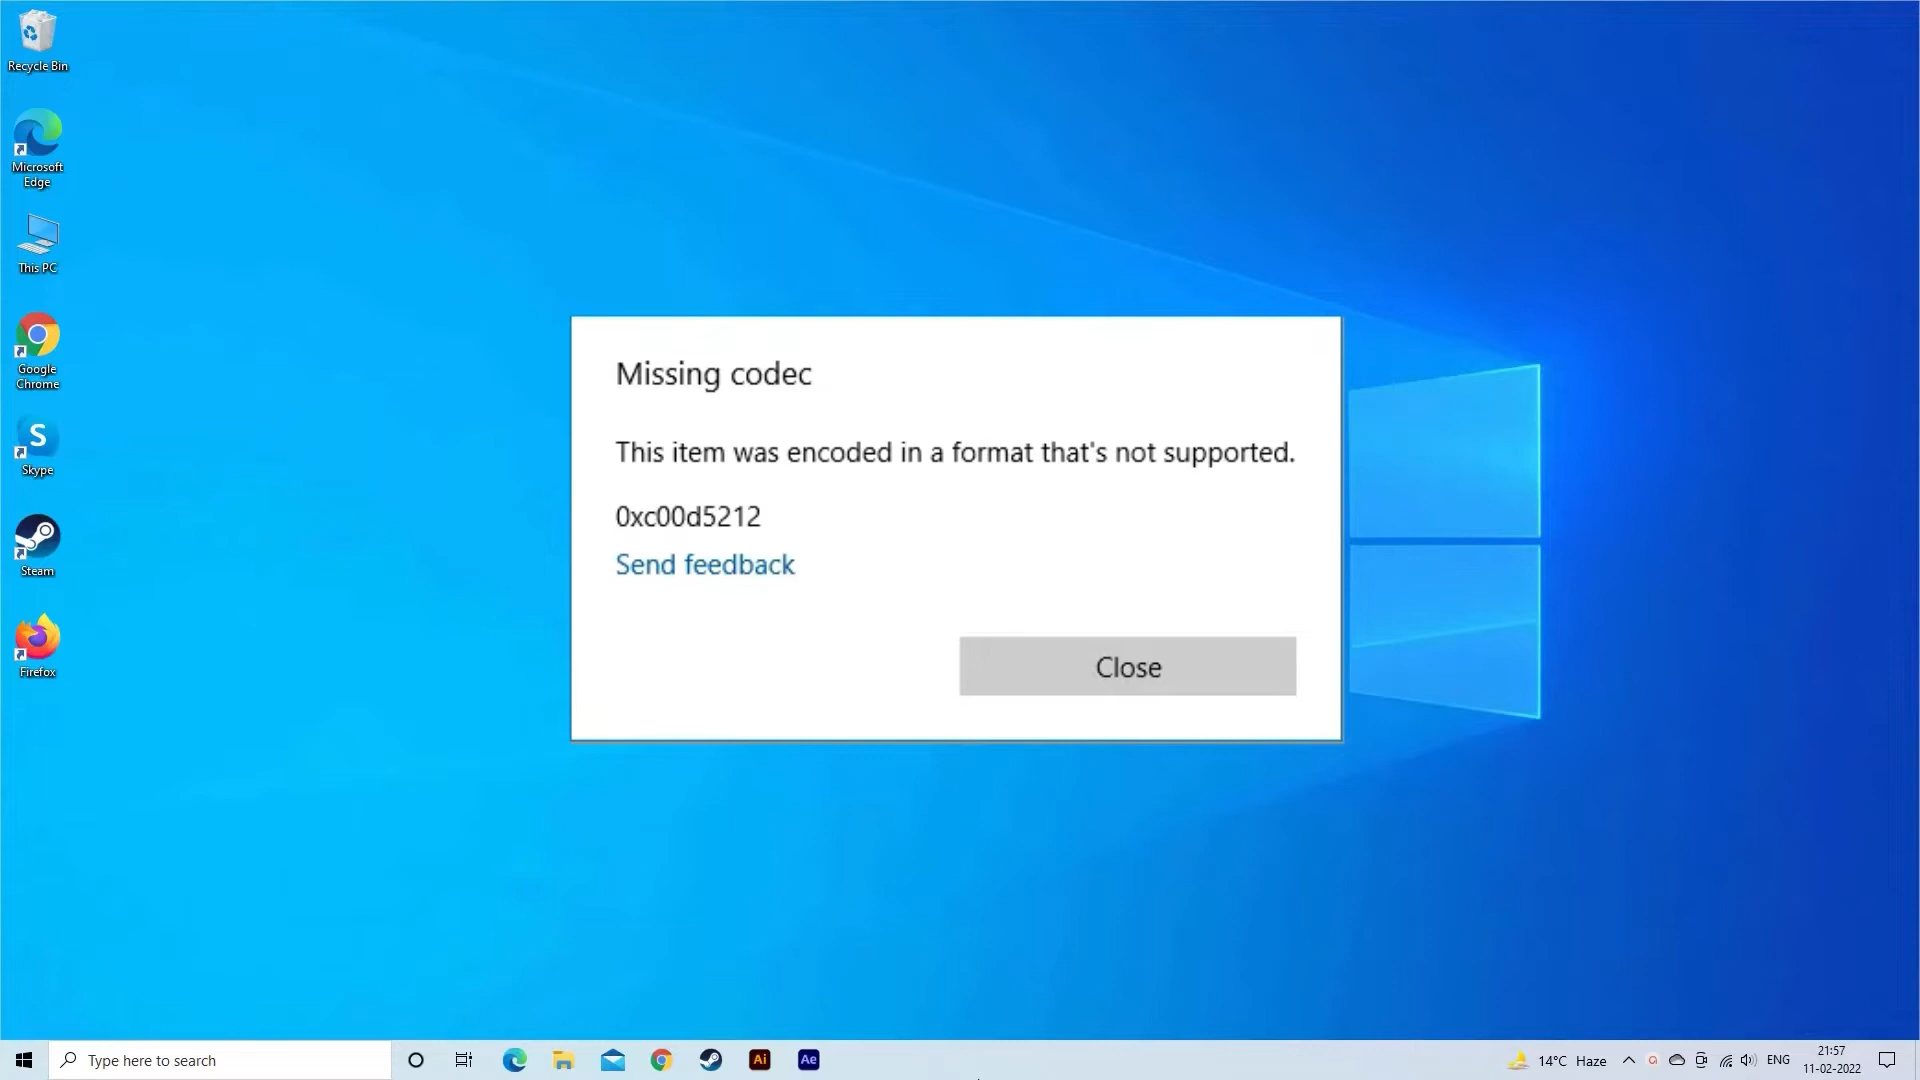 Recycle Bin
Microsoft
Edge
This PC
Google
Chrome
S
Skype
Steam
Firefox
Missing codec
This item was encoded in a format that's not supported.
0xc00d5212
Send feedback
Close
Type here to search
Ai
Ae
14°C Haze
ENG
21:57
11-02-2022